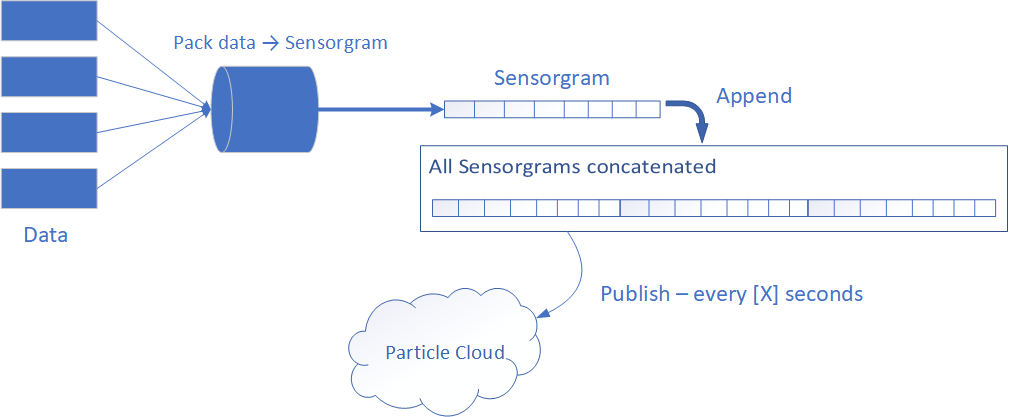 Pack data → Sensorgram
Sensorgram
Append
All Sensorgrams concatenated
Data
Publish – every [X] seconds
Particle Cloud